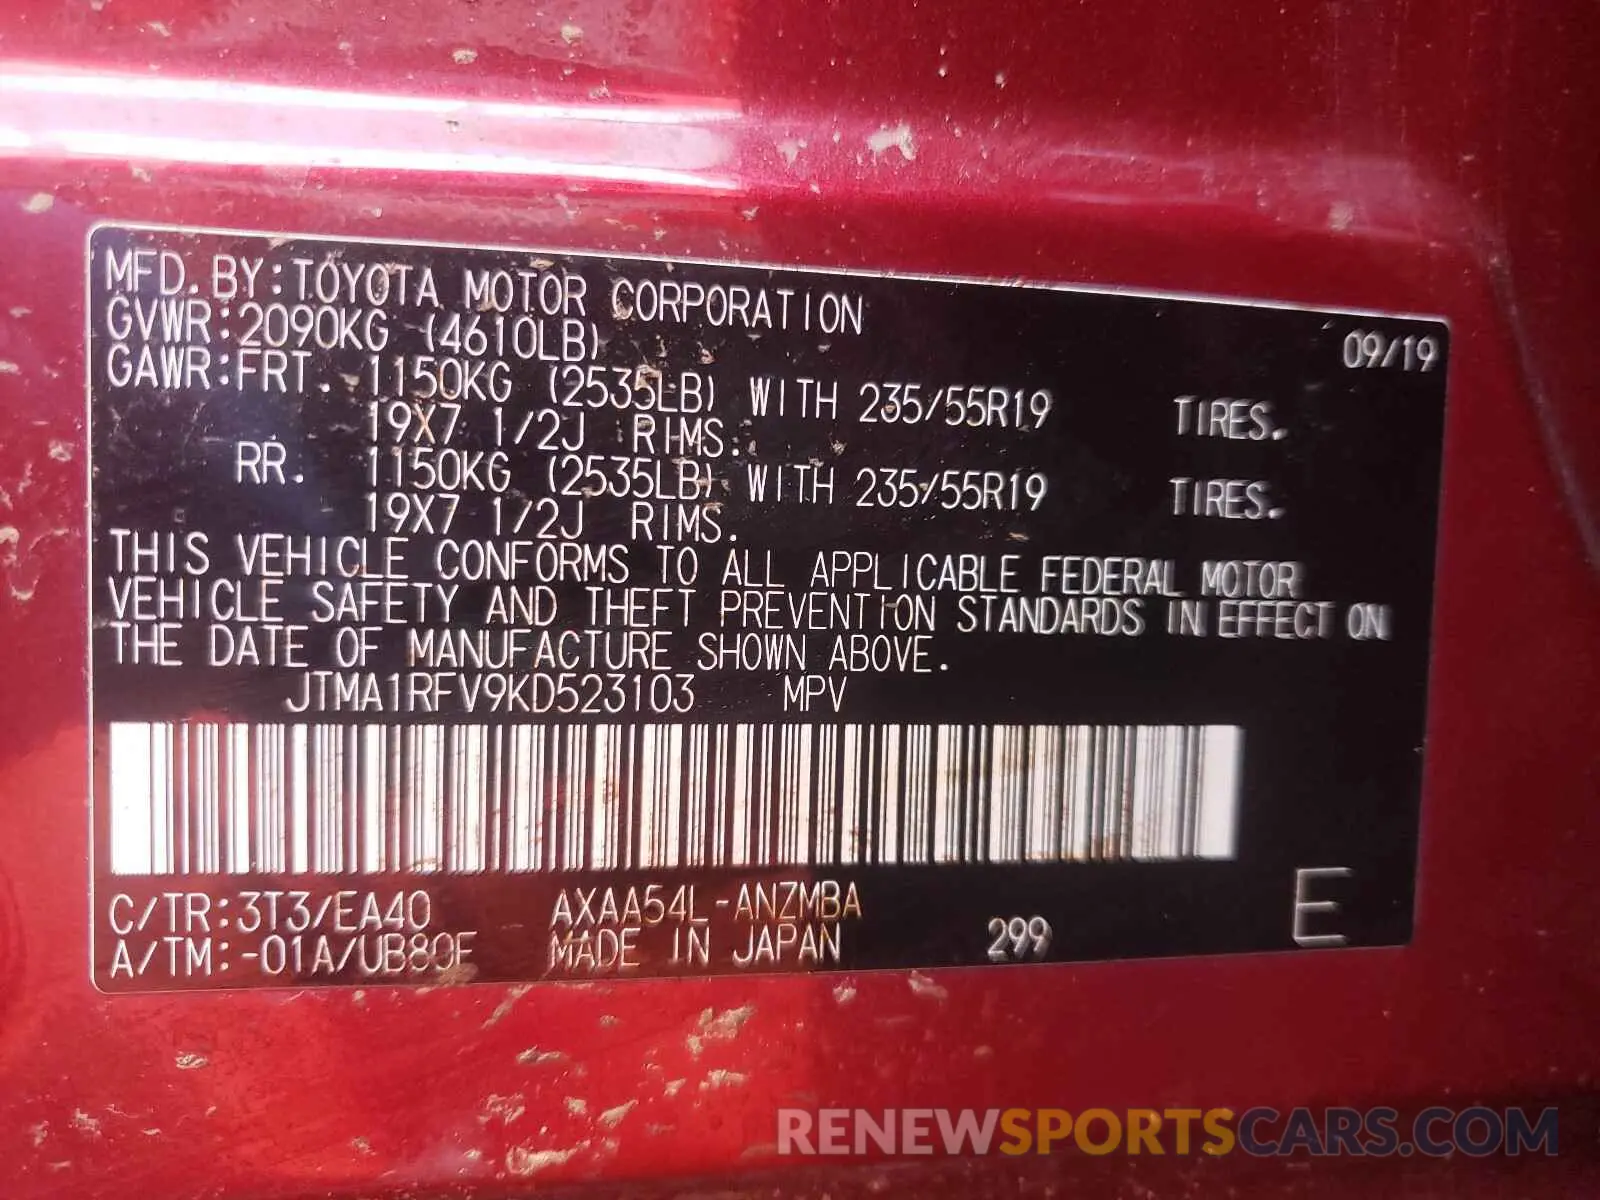 MFD. BY: TOYOTA MOTOR CORPORATION 09/19
GVWR: 2090KG (4610LB)
GAWR: FRT. 1150KG (2535LB) WITH 235/55R19 TIRES.
19X7 1/2J RIMS.
RR. 1150KG (2535LB) WITH 235/55R19 TIRES.
19X7 1/2J RIMS.
THIS VEHICLE CONFORMS TO ALL APPLICABLE FEDERAL MOTOR
VEHICLE SAFETY AND THEFT PREVENTION STANDARDS IN EFFECT ON
THE DATE OF MANUFACTURE SHOWN ABOVE.
JTMA1RFV9KD523103 MPV
C/TR: 3T3/EA40 AXAA54L-ANZMBA
A/TM: -01A/UB80F MADE IN JAPAN 299 E
RENEWSPORTSCARS.COM